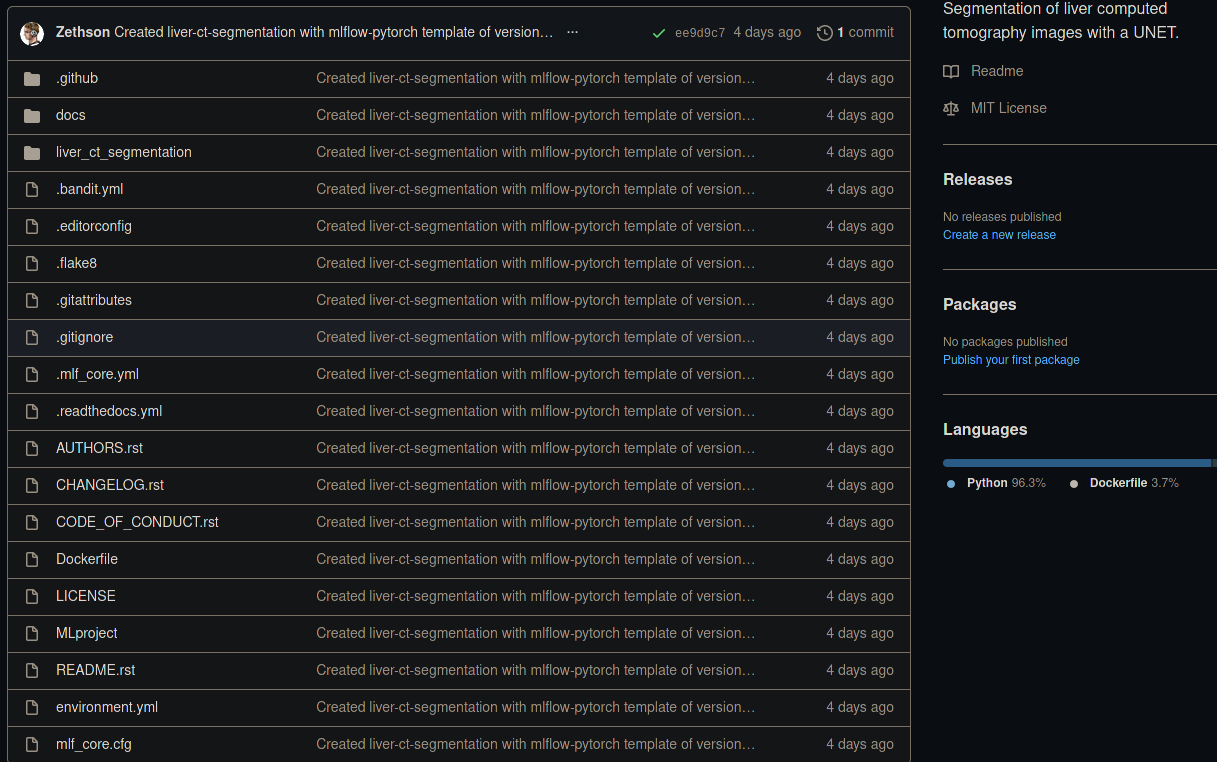 Zethson Created liver-ct-segmentation with mlflow-pytorch template of version… ... ee9d9c7 4 days ago 1 commit
.github Created liver-ct-segmentation with mlflow-pytorch template of version… 4 days ago
docs Created liver-ct-segmentation with mlflow-pytorch template of version… 4 days ago
liver_ct_segmentation Created liver-ct-segmentation with mlflow-pytorch template of version… 4 days ago
.bandit.yml Created liver-ct-segmentation with mlflow-pytorch template of version… 4 days ago
.editorconfig Created liver-ct-segmentation with mlflow-pytorch template of version… 4 days ago
.flake8 Created liver-ct-segmentation with mlflow-pytorch template of version… 4 days ago
.gitattributes Created liver-ct-segmentation with mlflow-pytorch template of version… 4 days ago
.gitignore Created liver-ct-segmentation with mlflow-pytorch template of version… 4 days ago
.mlf_core.yml Created liver-ct-segmentation with mlflow-pytorch template of version… 4 days ago
.readthedocs.yml Created liver-ct-segmentation with mlflow-pytorch template of version… 4 days ago
AUTHORS.rst Created liver-ct-segmentation with mlflow-pytorch template of version… 4 days ago
CHANGELOG.rst Created liver-ct-segmentation with mlflow-pytorch template of version… 4 days ago
CODE_OF_CONDUCT.rst Created liver-ct-segmentation with mlflow-pytorch template of version… 4 days ago
Dockerfile Created liver-ct-segmentation with mlflow-pytorch template of version… 4 days ago
LICENSE Created liver-ct-segmentation with mlflow-pytorch template of version… 4 days ago
MLproject Created liver-ct-segmentation with mlflow-pytorch template of version… 4 days ago
README.rst Created liver-ct-segmentation with mlflow-pytorch template of version… 4 days ago
environment.yml Created liver-ct-segmentation with mlflow-pytorch template of version… 4 days ago
mlf_core.cfg Created liver-ct-segmentation with mlflow-pytorch template of version… 4 days ago
Segmentation of liver computed
tomography images with a UNET.
Readme
MIT License
Releases
No releases published
Create a new release
Packages
No packages published
Publish your first package
Languages
Python 96.3% Dockerfile 3.7%